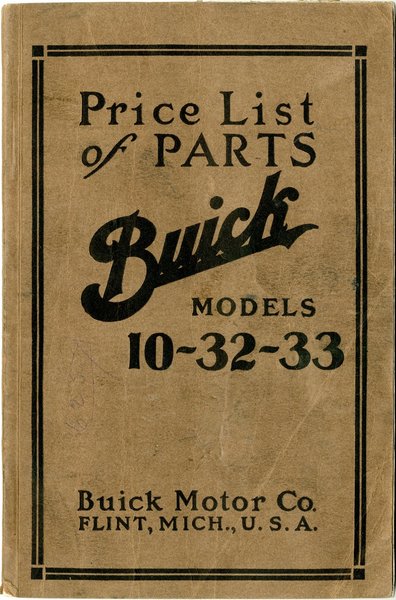 Price List
of PARTS
Buick
MODELS
10-32-33
Buick Motor Co.
FLINT, MICH., U. S. A.